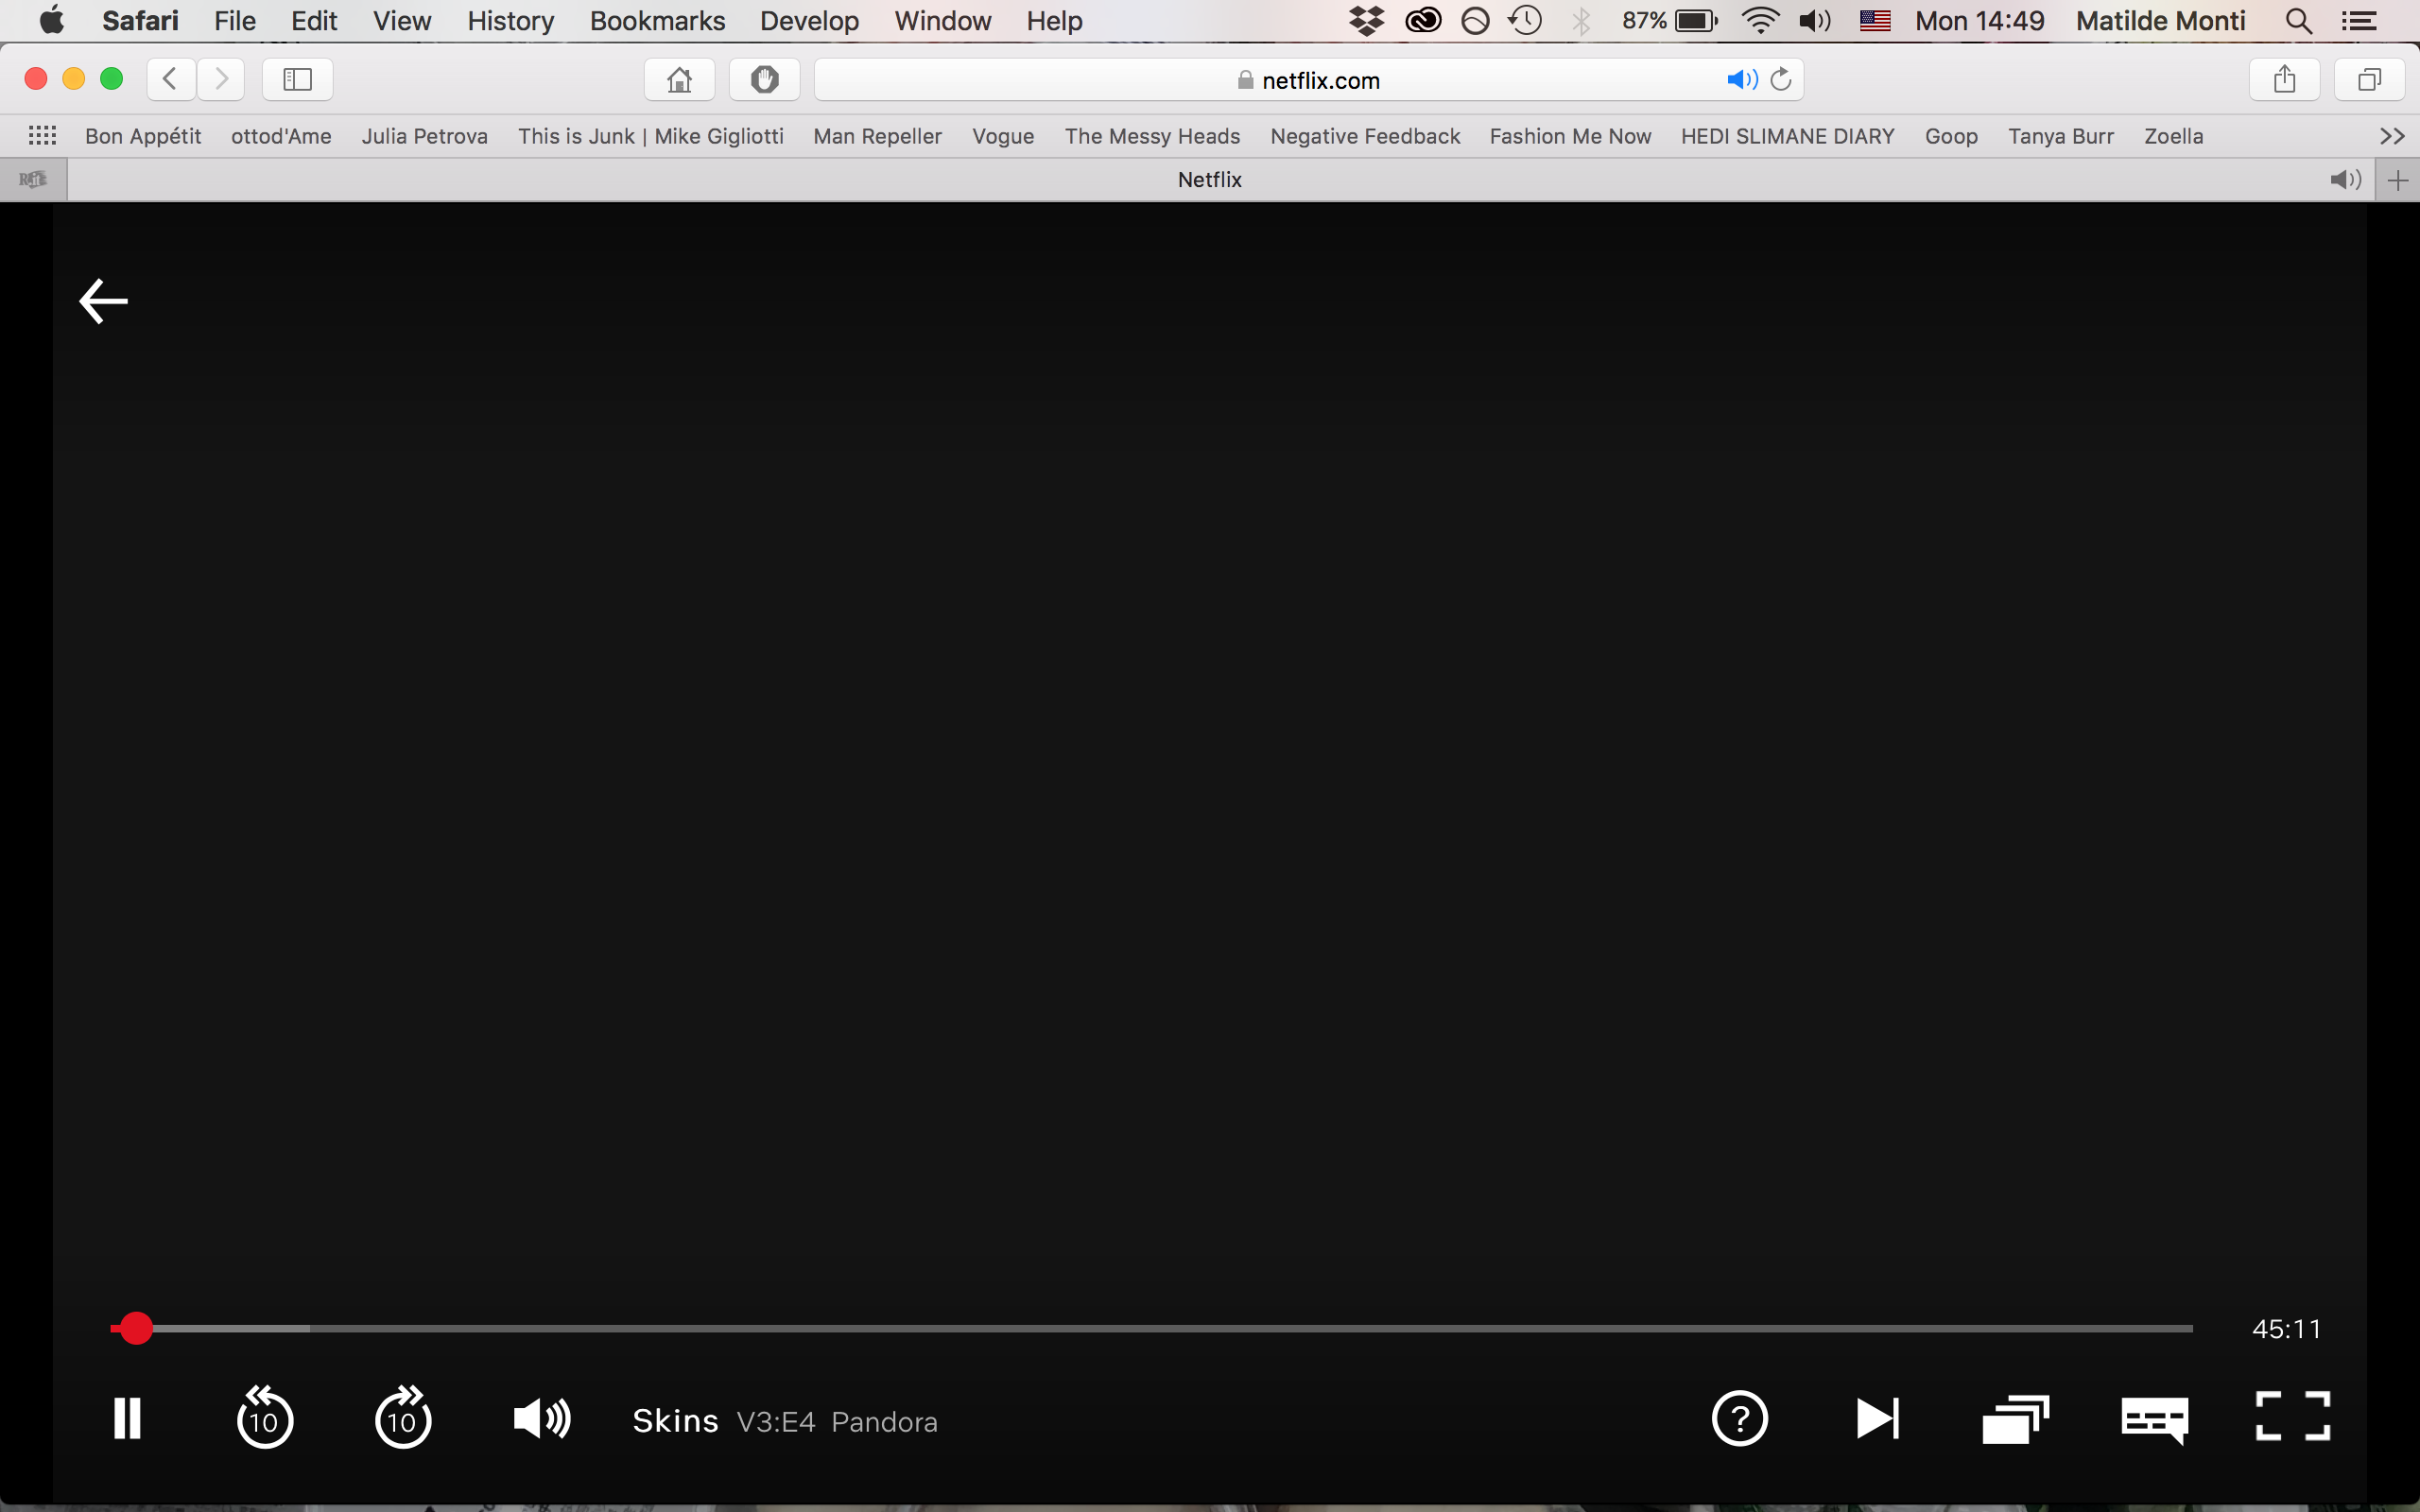 Safari File Edit View History Bookmarks Develop Window Help 87% Mon 14:49 Matilde Monti
netflix.com
Bon Appétit ottod'Ame Julia Petrova This is Junk | Mike Gigliotti Man Repeller Vogue The Messy Heads Negative Feedback Fashion Me Now HEDI SLIMANE DIARY Goop Tanya Burr Zoella
Netflix
45:11
10 10 Skins V3:E4 Pandora ?